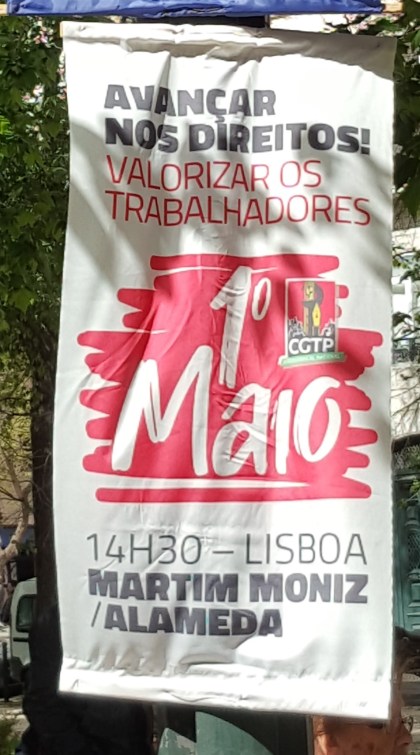 AVANÇAR
NOS DIREITOS!
VALORIZAR OS
TRABALHADORES
1º
CGTP
Maio
14H30 – LISBOA
MARTIM MONIZ
/ALAMEDA